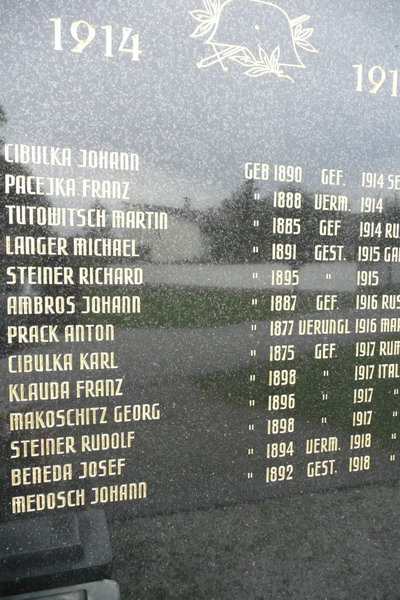 1914 191
CIBULKA JOHANN GEB 1890 GEF. 1914 SE
PACEJKA FRANZ " 1888 VERM. 1914
TUTOWITSCH MARTIN " 1885 GEF 1914 RU
LANGER MICHAEL " 1891 GEST. 1915 GA
STEINER RICHARD " 1895 " 1915
AMBROS JOHANN " 1887 GEF. 1916 RUS
PRACK ANTON " 1877 VERUNGL 1916 MAR
CIBULKA KARL " 1875 GEF. 1917 RUM
KLAUDA FRANZ " 1898 " 1917 ITAL
MAKOSCHITZ GEORG " 1896 " 1917 "
STEINER RUDOLF " 1898 " 1917 "
BENEDA JOSEF " 1894 VERM. 1918 "
MEDOSCH JOHANN " 1892 GEST. 1918 "